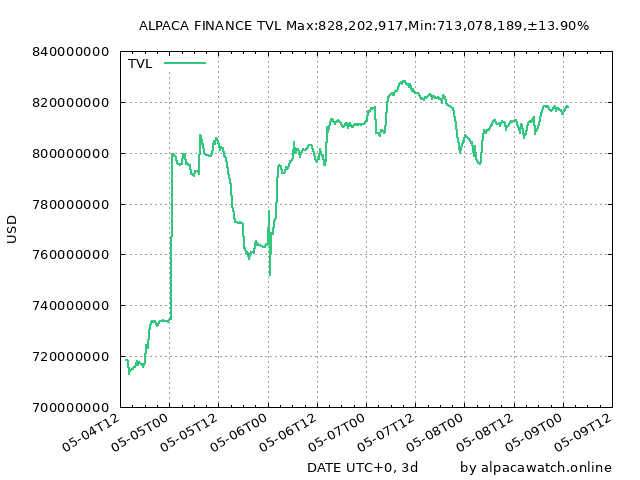 ALPACA FINANCE TVL Max:828,202,917,Min:713,078,189,±13.90%
TVL
840000000
820000000
800000000
780000000
760000000
740000000
720000000
700000000
USD
05-04T12
05-05T00
05-05T12
05-06T00
05-06T12
05-07T00
05-07T12
05-08T00
05-08T12
05-09T00
05-09T12
DATE UTC+0, 3d
by alpacawatch.online